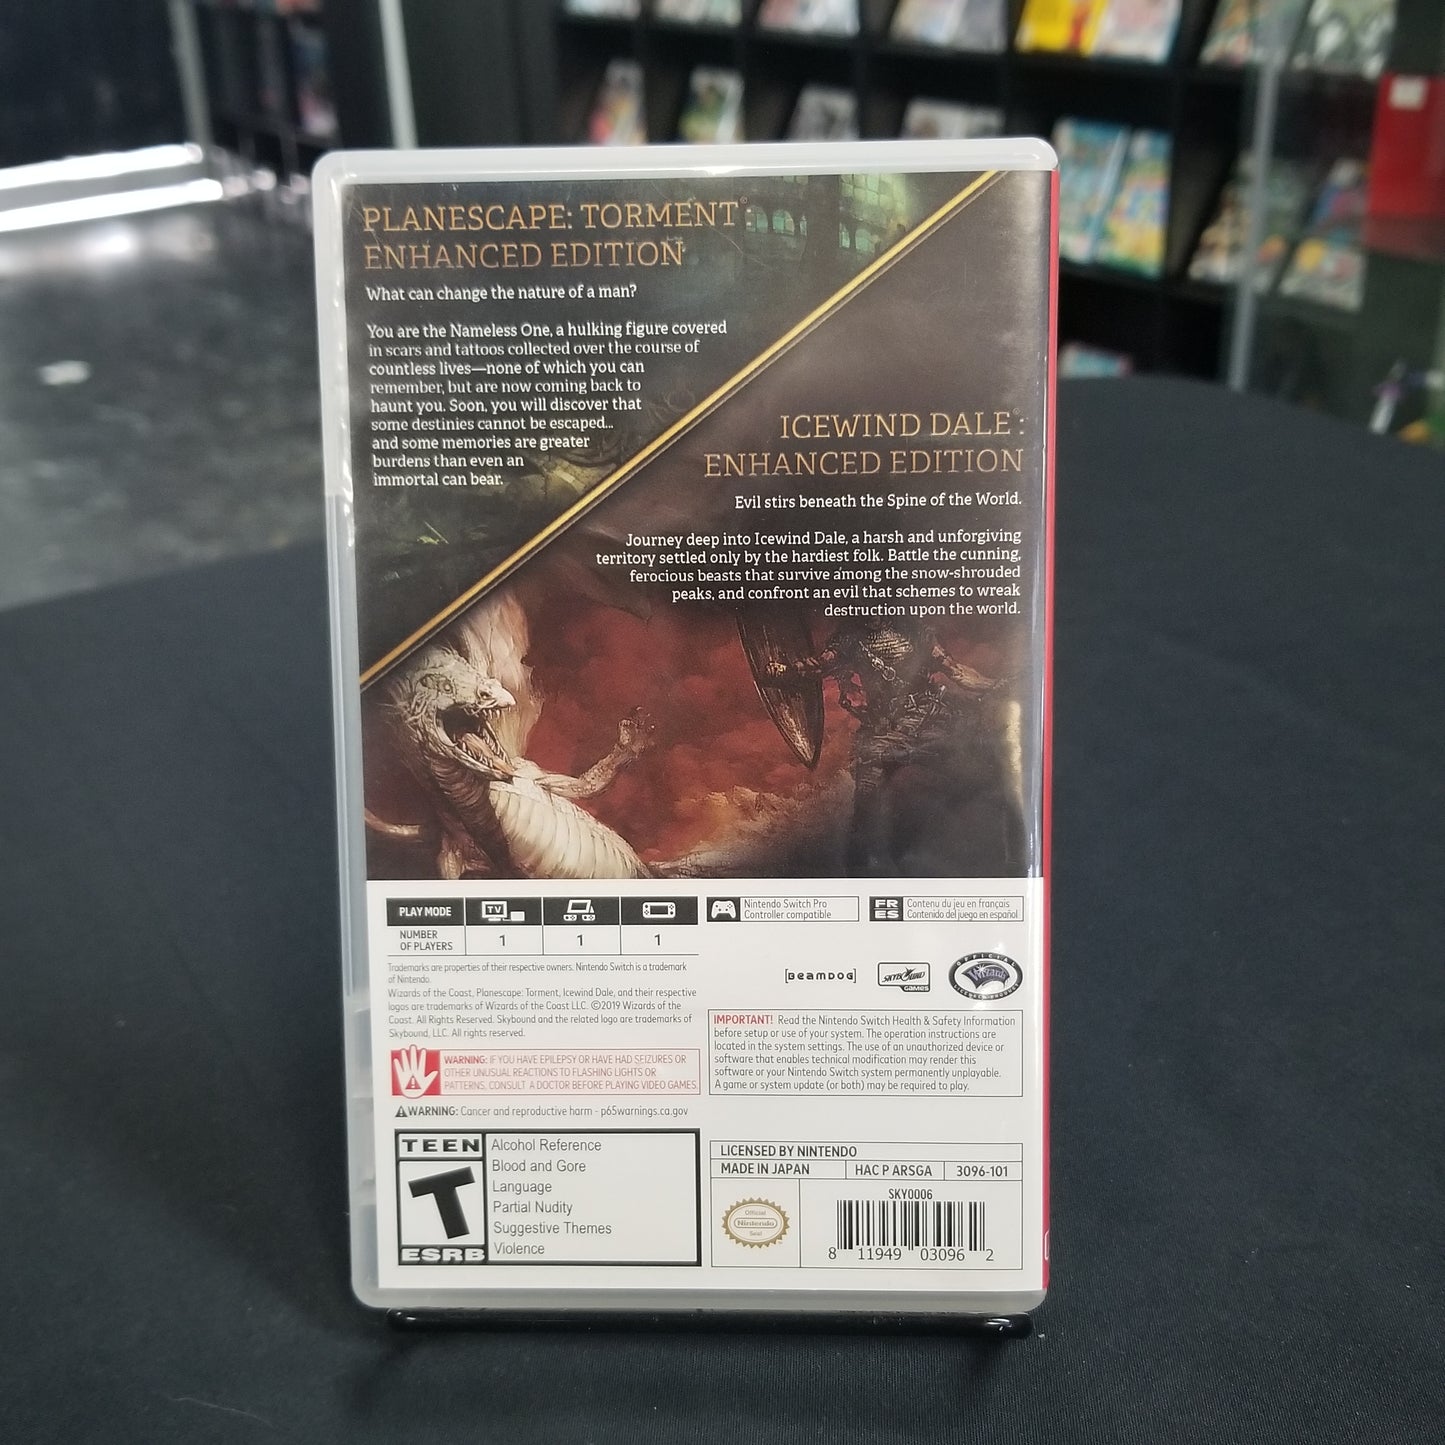 PLANESCAPE: TORMENT®:
ENHANCED EDITION
What can change the nature of a man?
You are the Nameless One, a hulking figure covered
in scars and tattoos collected over the course of
countless lives—none of which you can
remember, but are now coming back to
haunt you. Soon, you will discover that
some destinies cannot be escaped...
and some memories are greater
burdens than even an
immortal can bear.
ICEWIND DALE®:
ENHANCED EDITION
Evil stirs beneath the Spine of the World.
Journey deep into Icewind Dale, a harsh and unforgiving
territory settled only by the hardiest folk. Battle the cunning,
ferocious beasts that survive among the snow-shrouded
peaks, and confront an evil that schemes to wreak
destruction upon the world.
PLAY MODE
TV
NUMBER
OF PLAYERS
1
1
1
Nintendo Switch Pro
Controller compatible
FR
ES
Contenu du jeu en français
Contenido del juego en español
Trademarks are properties of their respective owners. Nintendo Switch is a trademark
of Nintendo.
Wizards of the Coast, Planescape: Torment, Icewind Dale, and their respective
logos are trademarks of Wizards of the Coast LLC. ©2019 Wizards of the
Coast. All Rights Reserved. Skybound and the related logo are trademarks of
Skybound, LLC. All rights reserved.
[BEAMDOG]
SKYBOUND
GAMES
OFFICIAL
Wizards
LICENSED PRODUCT
WARNING: IF YOU HAVE EPILEPSY OR HAVE HAD SEIZURES OR
OTHER UNUSUAL REACTIONS TO FLASHING LIGHTS OR
PATTERNS, CONSULT A DOCTOR BEFORE PLAYING VIDEO GAMES.
WARNING: Cancer and reproductive harm - p65warnings.ca.gov
IMPORTANT! Read the Nintendo Switch Health & Safety Information
before setup or use of your system. The operation instructions are
located in the system settings. The use of an unauthorized device or
software that enables technical modification may render this
software or your Nintendo Switch system permanently unplayable.
A game or system update (or both) may be required to play.
TEEN
T
ESRB
Alcohol Reference
Blood and Gore
Language
Partial Nudity
Suggestive Themes
Violence
LICENSED BY NINTENDO
MADE IN JAPAN
HAC P ARSGA
3096-101
Official
Nintendo
Seal
SKY0006
8 11949 03096 2